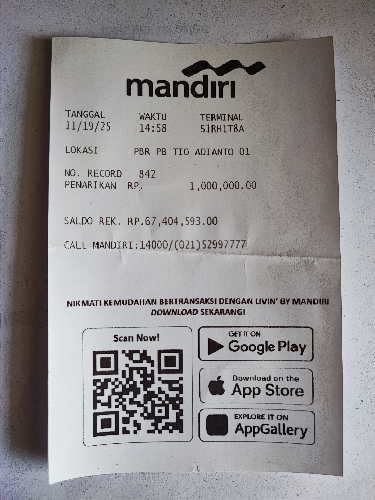 mandiri
TANGGAL WAKTU TERMINAL
11/19/25 14:58 S1RH1T8A
LOKASI PBR PB TIO ADIANTO 01
NO. RECORD 842
PENARIKAN RP. 1,000,000.00
SALDO REK. RP.67,404,593.00
CALL MANDIRI:14000/(021)52997777
NIKMATI KEMUDAHAN BERTRANSAKSI DENGAN LIVIN' BY MANDIRI
DOWNLOAD SEKARANG!
Scan Now!
GET IT ON
Google Play
Download on the
App Store
EXPLORE IT ON
AppGallery